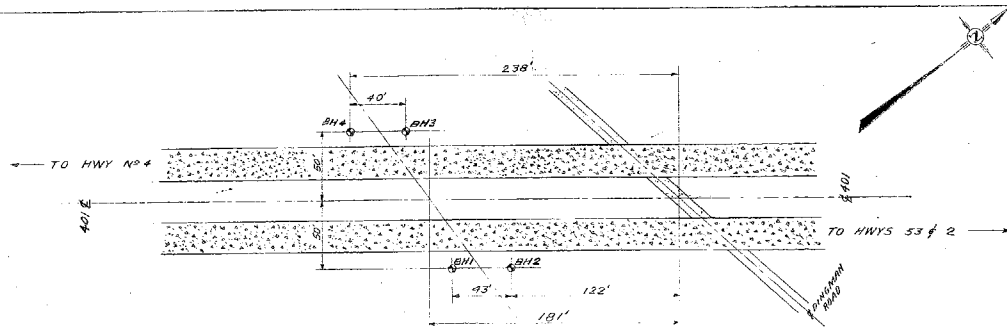 N
238'
40'
BH4
BH3
TO HWY Nº 4
50'
401 ℄
℄ 401
50'
TO HWYS 53 & 2
BH1
BH2
43'
122'
181'
℄ DINGMAN
ROAD